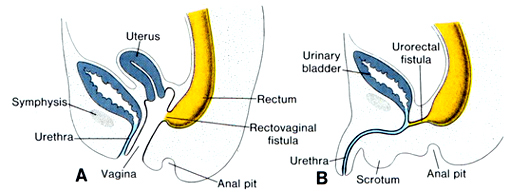 Uterus
Symphysis
Urethra
Rectum
Rectovaginal
fistula
Vagina
Anal pit
A
Urinary
bladder
Urorectal
fistula
Urethra
Scrotum
Anal pit
B